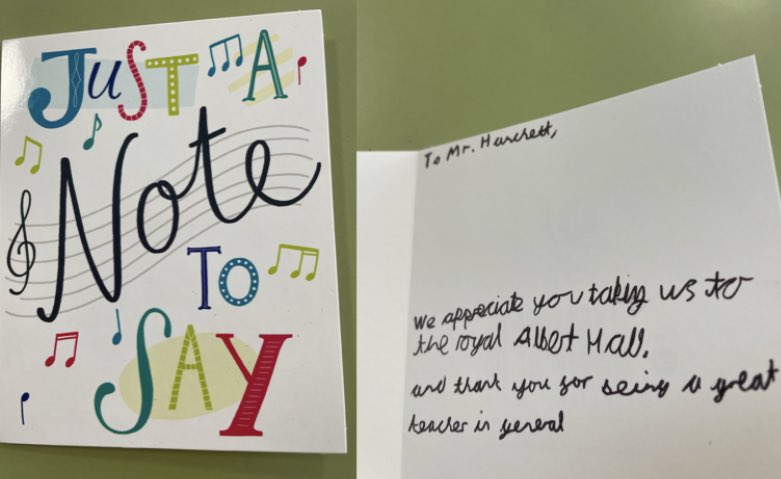 JUST A
Note
TO
SAY
To Mr. Hanchett,
We appreciate you taking us to
the royal Albert Hall.
and thank you for being a great
teacher in general